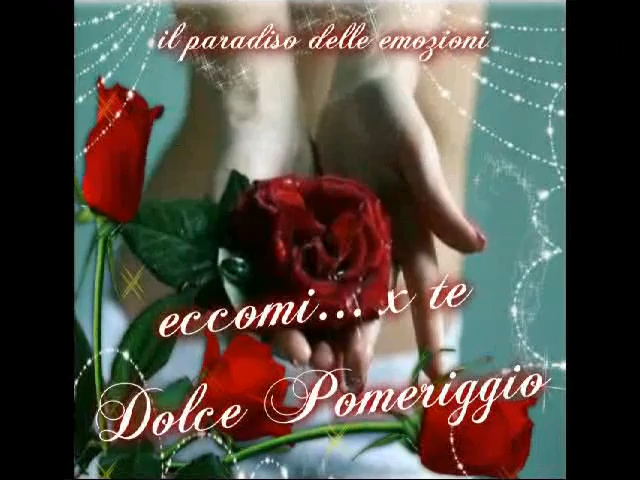 il paradiso delle emozioni
eccomi... x te
Dolce Pomeriggio